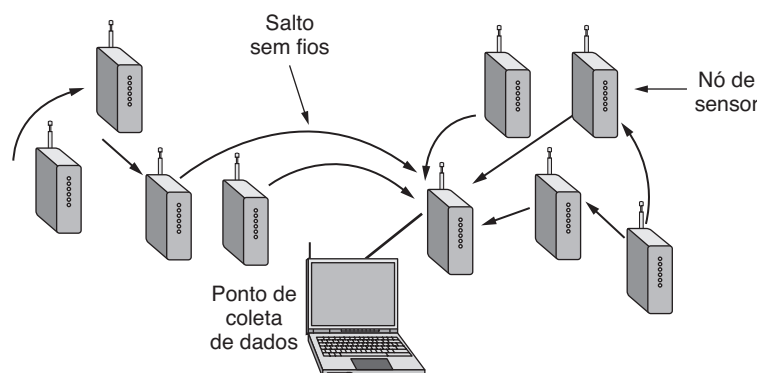 Salto
sem fios
Nó de
sensor
Ponto de
coleta
de dados